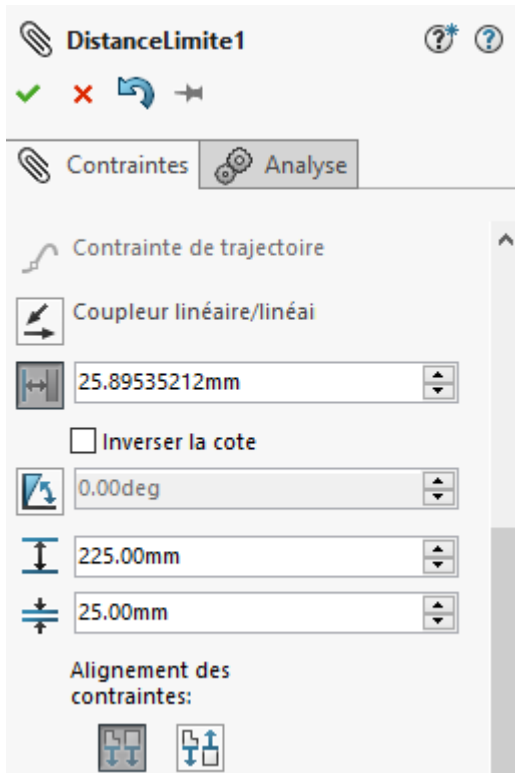 DistanceLimite1
Contraintes
Analyse
Contrainte de trajectoire
Coupleur linéaire/linéai
25.89535212mm
Inverser la cote
0.00deg
225.00mm
25.00mm
Alignement des
contraintes: